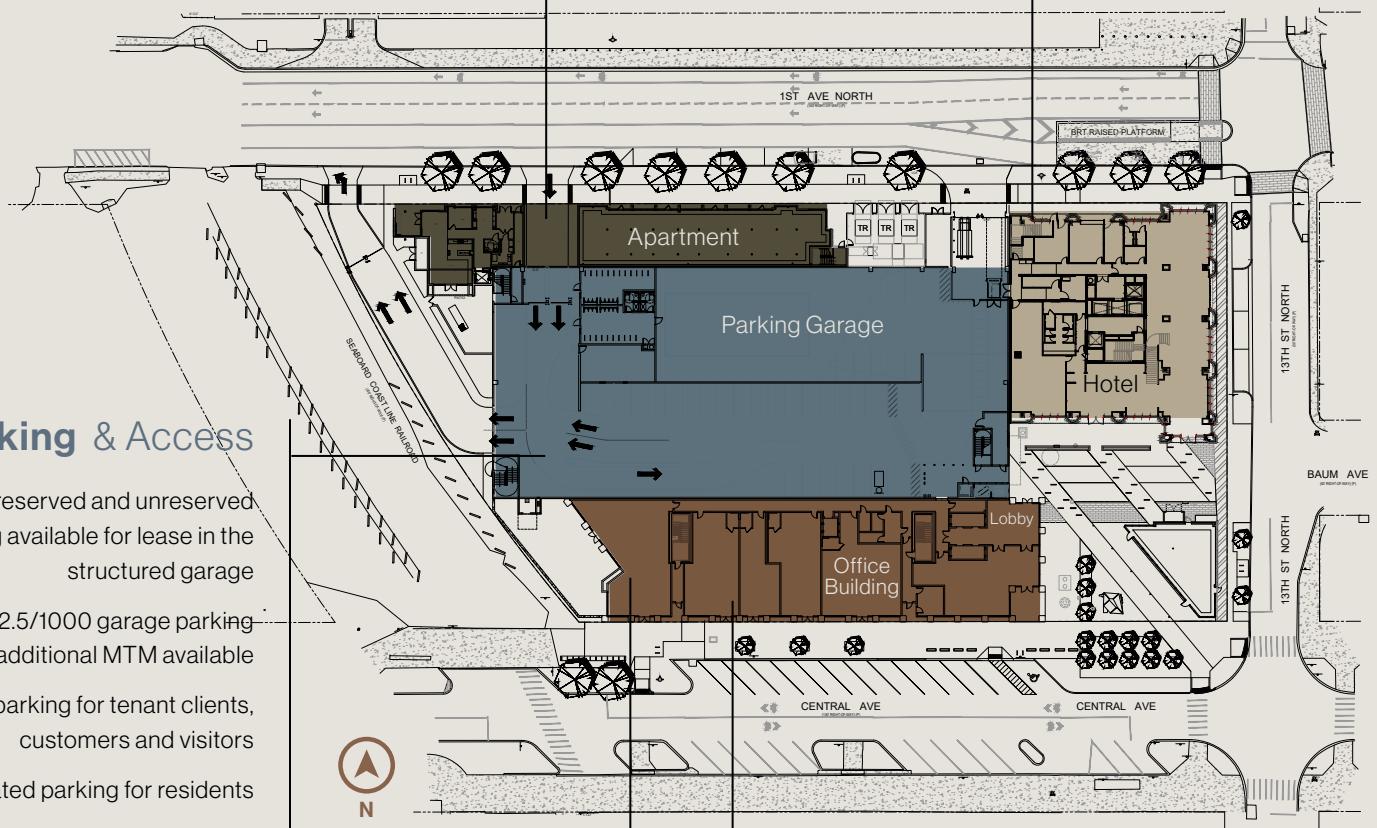 1ST AVE NORTH
BRT RAISED PLATFORM
Apartment
TR TR TR
Parking Garage
Hotel
13TH ST NORTH
SEABOARD COAST LINE RAILROAD
king & Access
reserved and unreserved
available for lease in the
structured garage
2.5/1000 garage parking
additional MTM available
parking for tenant clients,
customers and visitors
ted parking for residents
BAUM AVE
Lobby
Office
Building
13TH ST NORTH
CENTRAL AVE
CENTRAL AVE
N